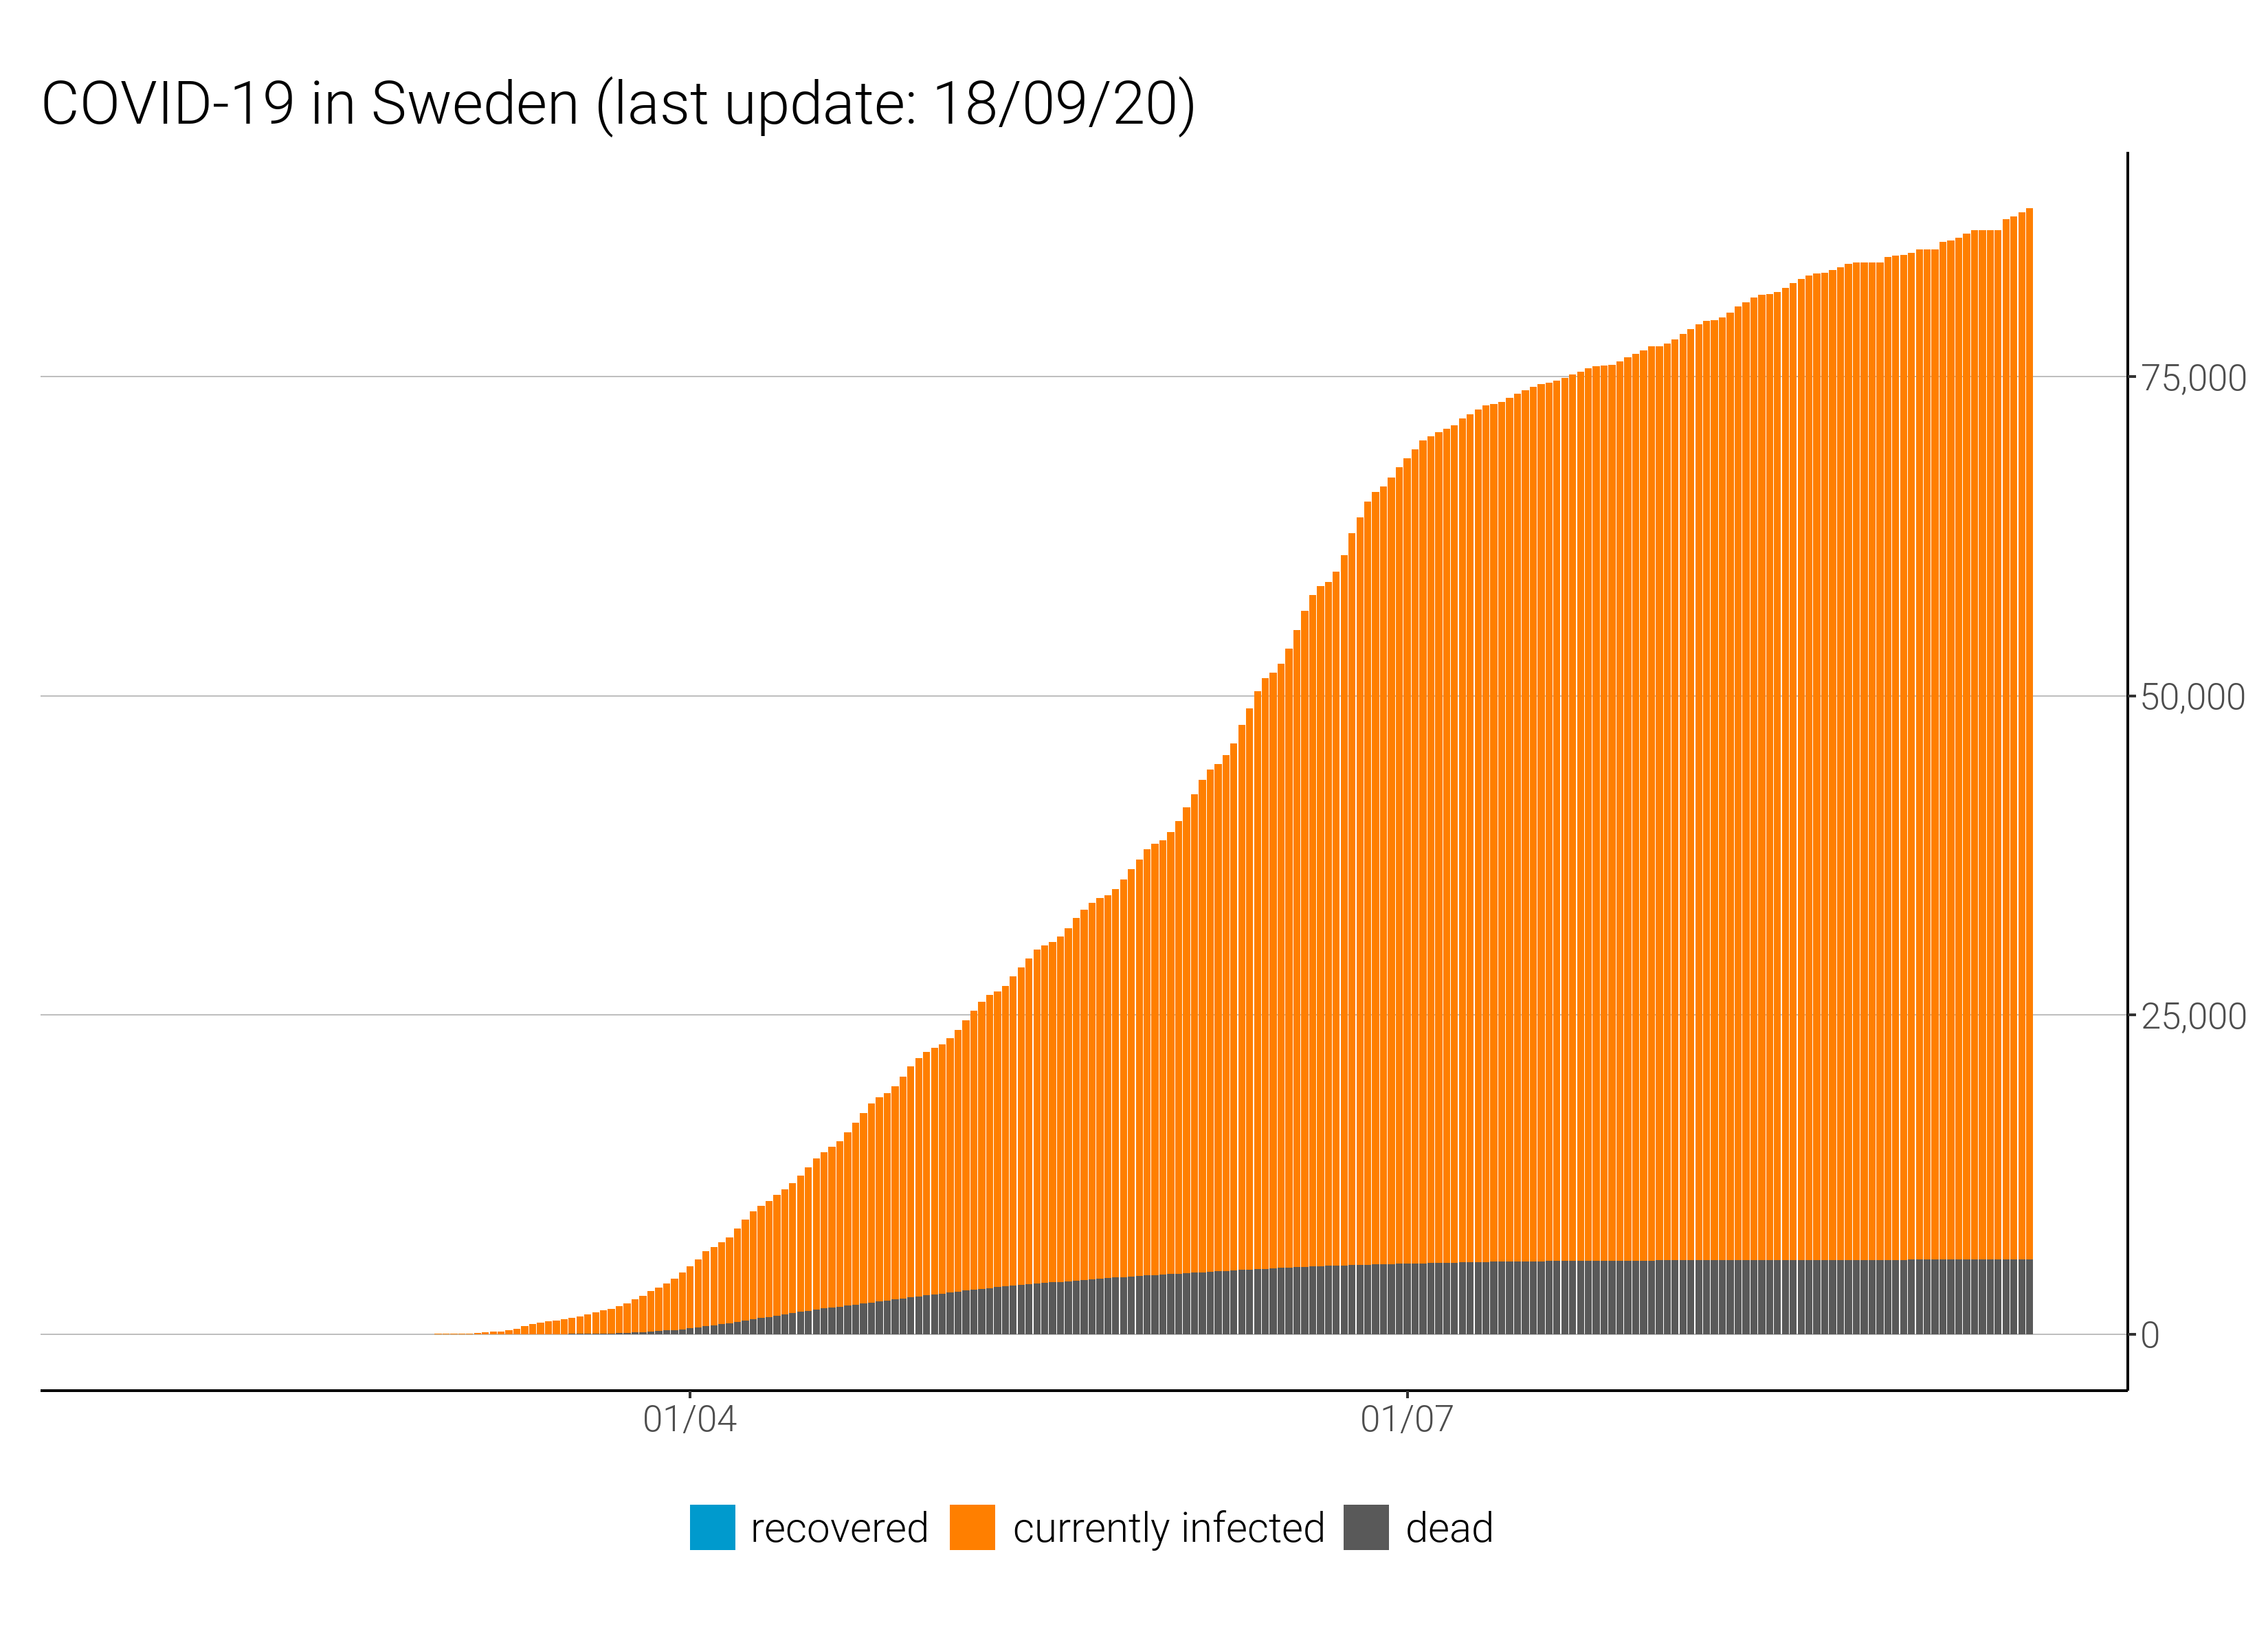 COVID-19 in Sweden (last update: 18/09/20)
75,000
50,000
25,000
0
01/04 01/07
recovered currently infected dead